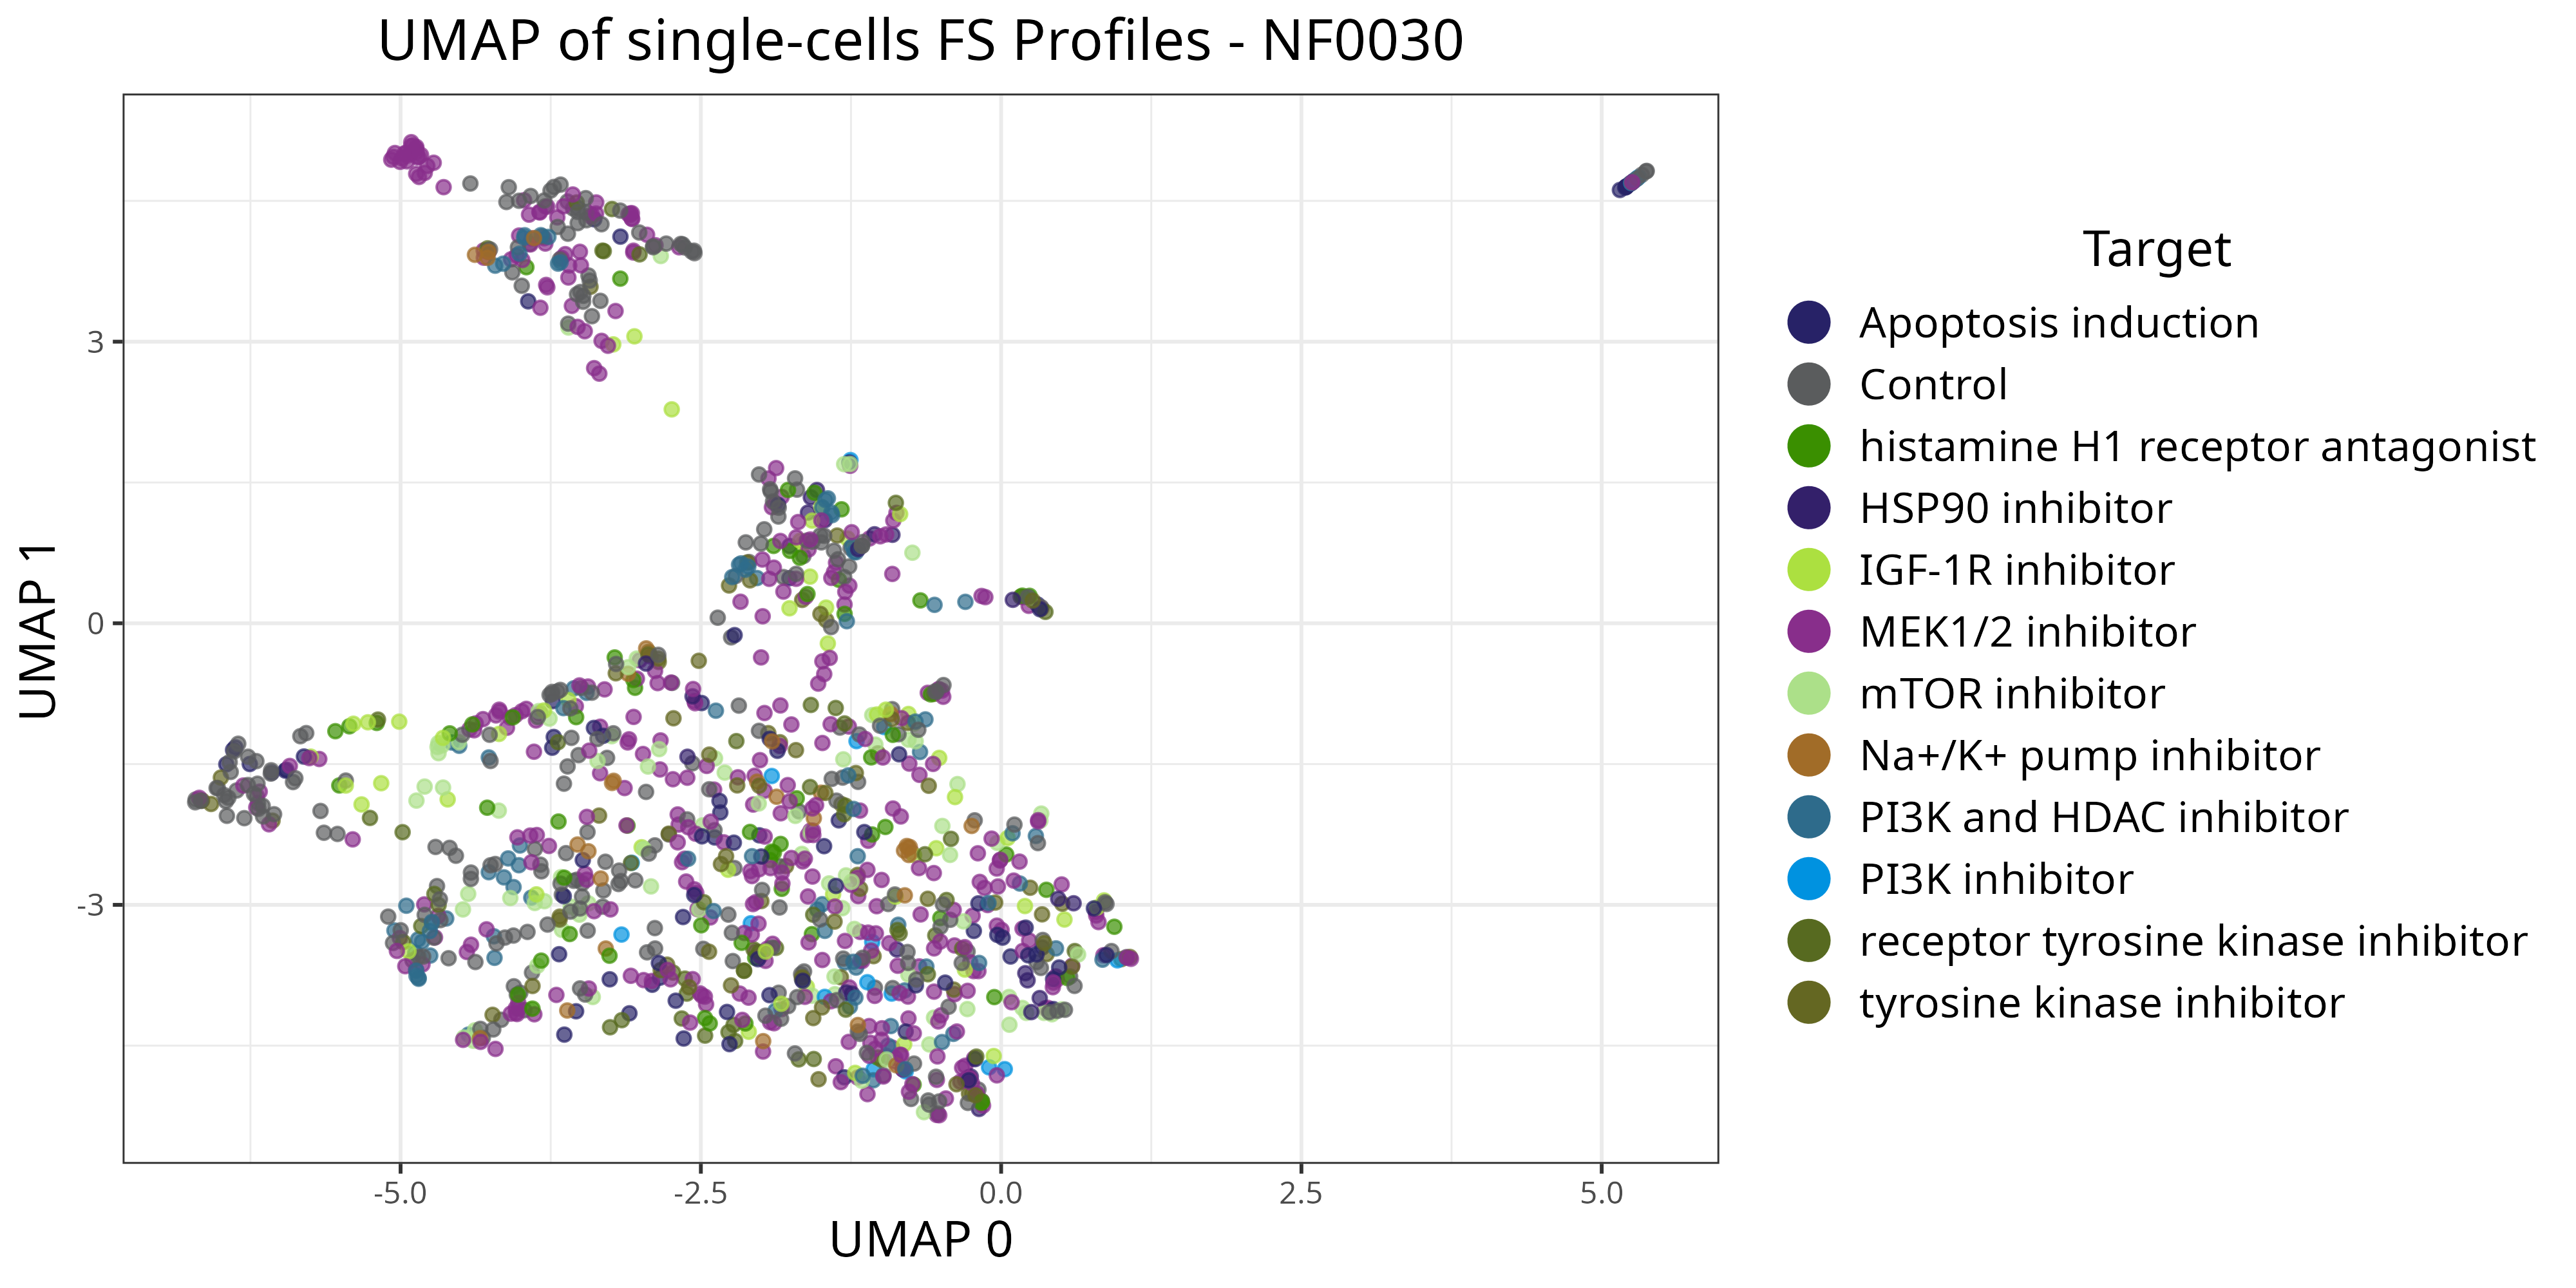 UMAP of single-cells FS Profiles - NF0030
UMAP 1
3
0
-3
-5.0
-2.5
0.0
2.5
5.0
UMAP 0
Target
Apoptosis induction
Control
histamine H1 receptor antagonist
HSP90 inhibitor
IGF-1R inhibitor
MEK1/2 inhibitor
mTOR inhibitor
Na+/K+ pump inhibitor
PI3K and HDAC inhibitor
PI3K inhibitor
receptor tyrosine kinase inhibitor
tyrosine kinase inhibitor